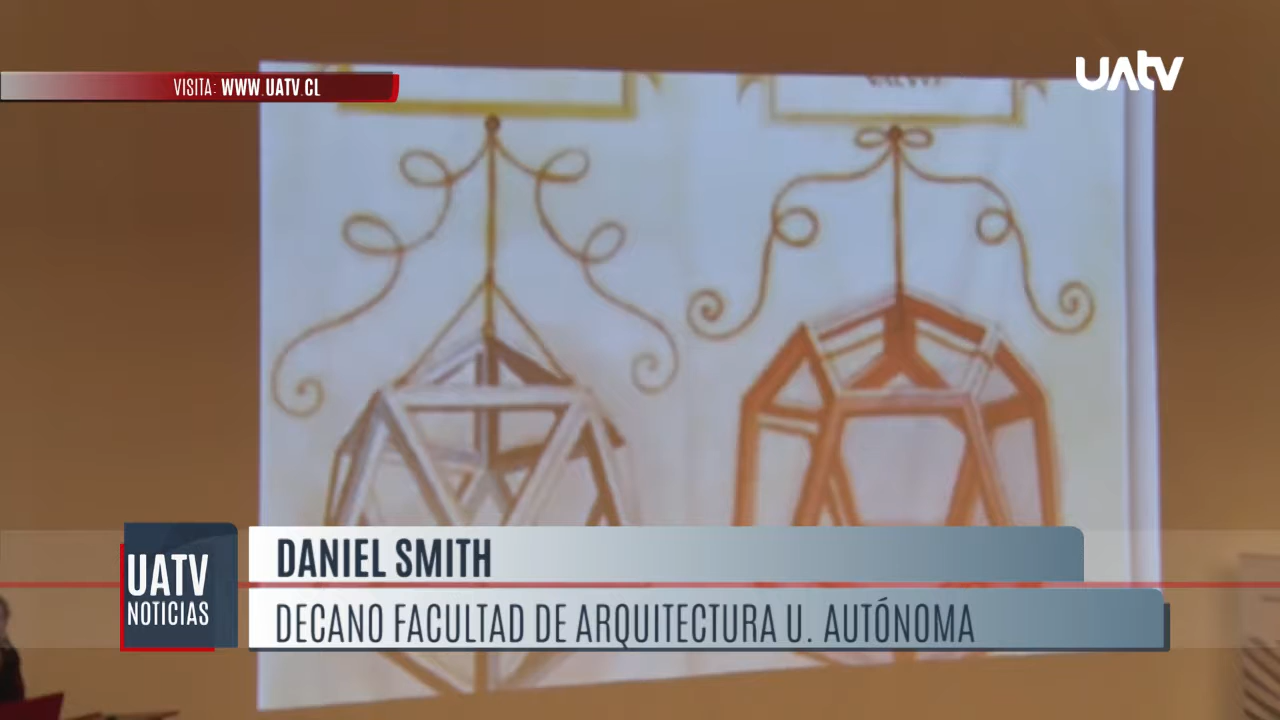 VISITA: WWW.UATV.CL
UAtv
DANIEL SMITH
DECANO FACULTAD DE ARQUITECTURA U. AUTÓNOMA
UATV
NOTICIAS